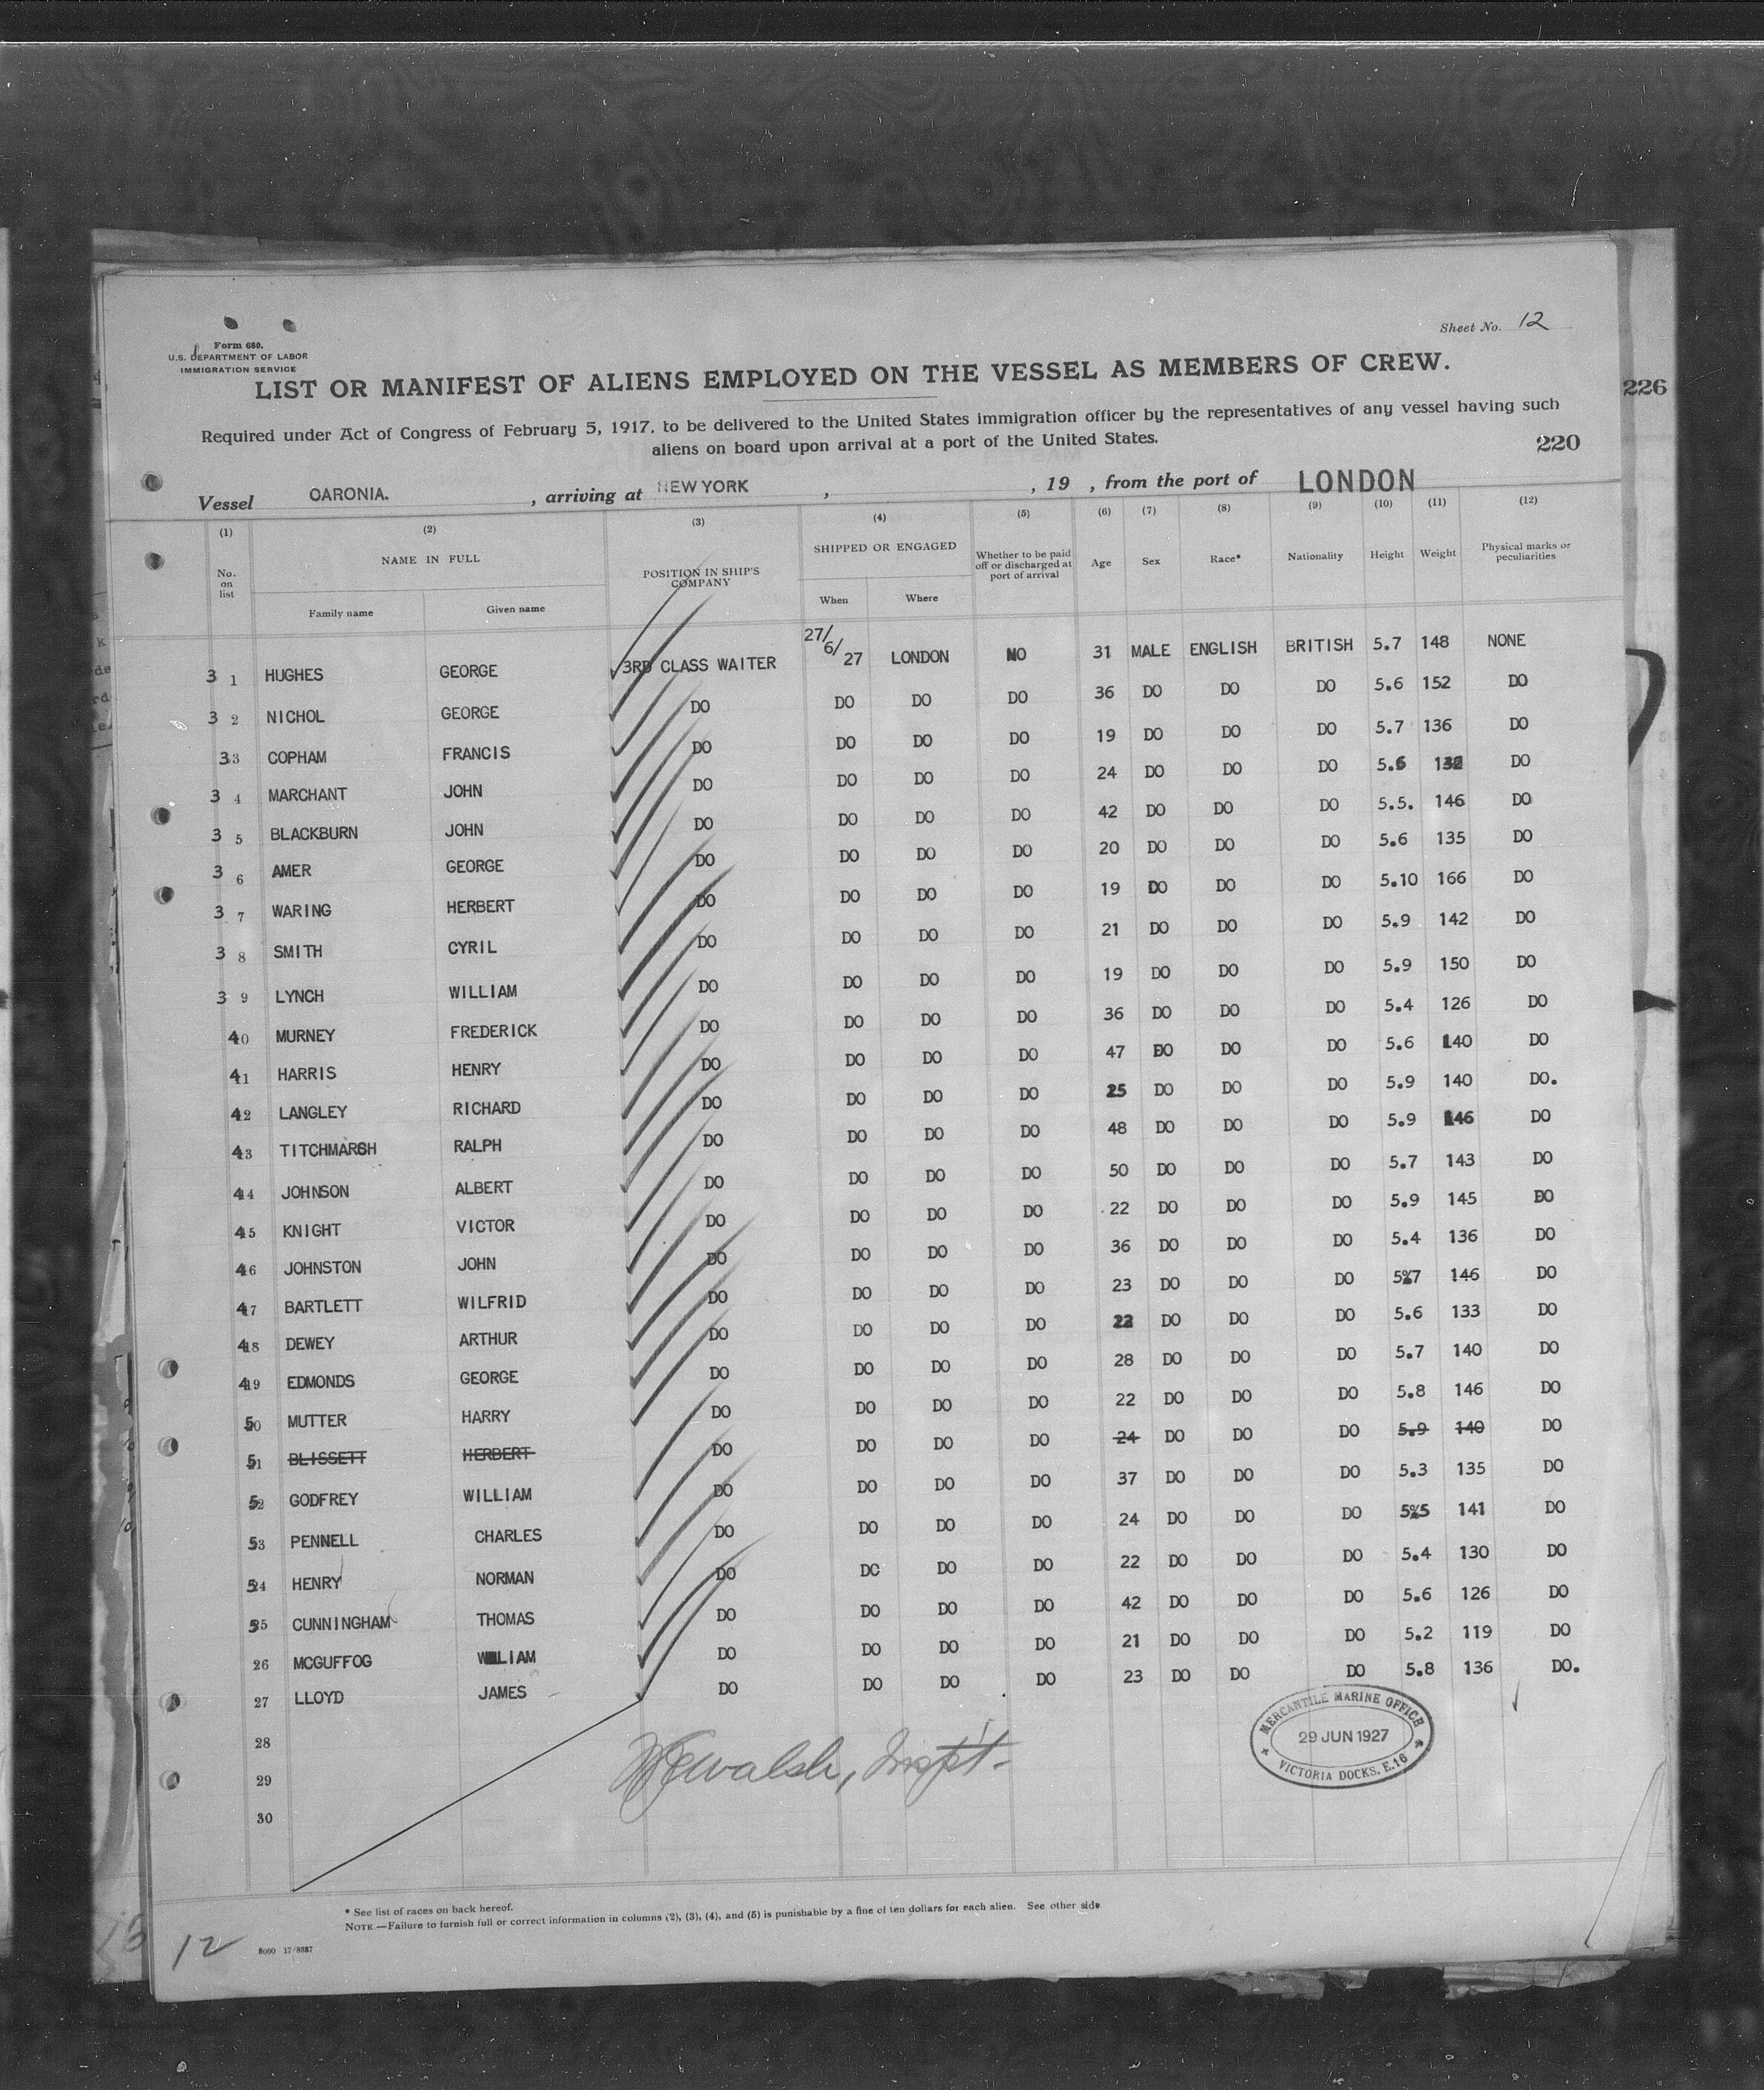 Sheet No. 12
Form 680.
U.S. DEPARTMENT OF LABOR
IMMIGRATION SERVICE
LIST OR MANIFEST OF ALIENS EMPLOYED ON THE VESSEL AS MEMBERS OF CREW.
226
Required under Act of Congress of February 5, 1917, to be delivered to the United States immigration officer by the representatives of any vessel having such
aliens on board upon arrival at a port of the United States.
220
Vessel CARONIA. , arriving at NEW YORK , , 19 , from the port of LONDON
(1) (2) (3) (4) (5) (6) (7) (8) (9) (10) (11) (12)
No. on list NAME IN FULL POSITION IN SHIP'S COMPANY SHIPPED OR ENGAGED Whether to be paid off or discharged at port of arrival Age Sex Race* Nationality Height Weight Physical marks or peculiarities
Family name Given name When Where
31 HUGHES GEORGE 3RD CLASS WAITER 27/6/27 LONDON NO 31 MALE ENGLISH BRITISH 5.7 148 NONE
32 NICHOL GEORGE DO DO DO DO 36 DO DO DO 5.6 152 DO
33 COPHAM FRANCIS DO DO DO DO 19 DO DO DO 5.7 136 DO
34 MARCHANT JOHN DO DO DO DO 24 DO DO DO 5.6 DO
35 BLACKBURN JOHN DO DO DO DO 42 DO DO DO 5.5. 146 DO
36 AMER GEORGE DO DO DO DO 20 DO DO DO 5.6 135 DO
37 WARING HERBERT DO DO DO DO 19 DO DO DO 5.10 166 DO
38 SMITH CYRIL DO DO DO DO 21 DO DO DO 5.9 142 DO
39 LYNCH WILLIAM DO DO DO DO 19 DO DO DO 5.9 150 DO
40 MURNEY FREDERICK DO DO DO DO 36 DO DO DO 5.4 126 DO
41 HARRIS HENRY DO DO DO DO 47 DO DO DO 5.6 140 DO
42 LANGLEY RICHARD DO DO DO DO 25 DO DO DO 5.9 140 DO.
43 TITCHMARSH RALPH DO DO DO DO 48 DO DO DO 5.9 146 DO
44 JOHNSON ALBERT DO DO DO DO 50 DO DO DO 5.7 143 DO
45 KNIGHT VICTOR DO DO DO DO 22 DO DO DO 5.9 145 DO
46 JOHNSTON JOHN DO DO DO DO 36 DO DO DO 5.4 136 DO
47 BARTLETT WILFRID DO DO DO DO 23 DO DO DO 5%7 146 DO
48 DEWEY ARTHUR DO DO DO DO 22 DO DO DO 5.6 133 DO
49 EDMONDS GEORGE DO DO DO DO 28 DO DO DO 5.7 140 DO
50 MUTTER HARRY DO DO DO DO 22 DO DO DO 5.8 146 DO
51 BLISSETT HERBERT DO DO DO DO 24 DO DO DO 5.9 140 DO
52 GODFREY WILLIAM DO DO DO DO 37 DO DO DO 5.3 135 DO
53 PENNELL CHARLES DO DO DO DO 24 DO DO DO 5%5 141 DO
524 HENRY NORMAN DO DO DO DO 22 DO DO DO 5.4 130 DO
55 CUNNINGHAM THOMAS DO DO DO DO 42 DO DO DO 5.6 126 DO
26 MCGUFFOG WILLIAM DO DO DO DO 21 DO DO DO 5.2 119 DO
27 LLOYD JAMES DO DO DO DO 23 DO DO DO 5.8 136 DO.
28
29
30
Walsh, Inspt.
MERCANTILE MARINE OFFICE
29 JUN 1927
VICTORIA DOCKS. E.16
* See list of races on back hereof.
NOTE.—Failure to furnish full or correct information in columns (2), (3), (4), and (5) is punishable by a fine of ten dollars for each alien. See other side
12